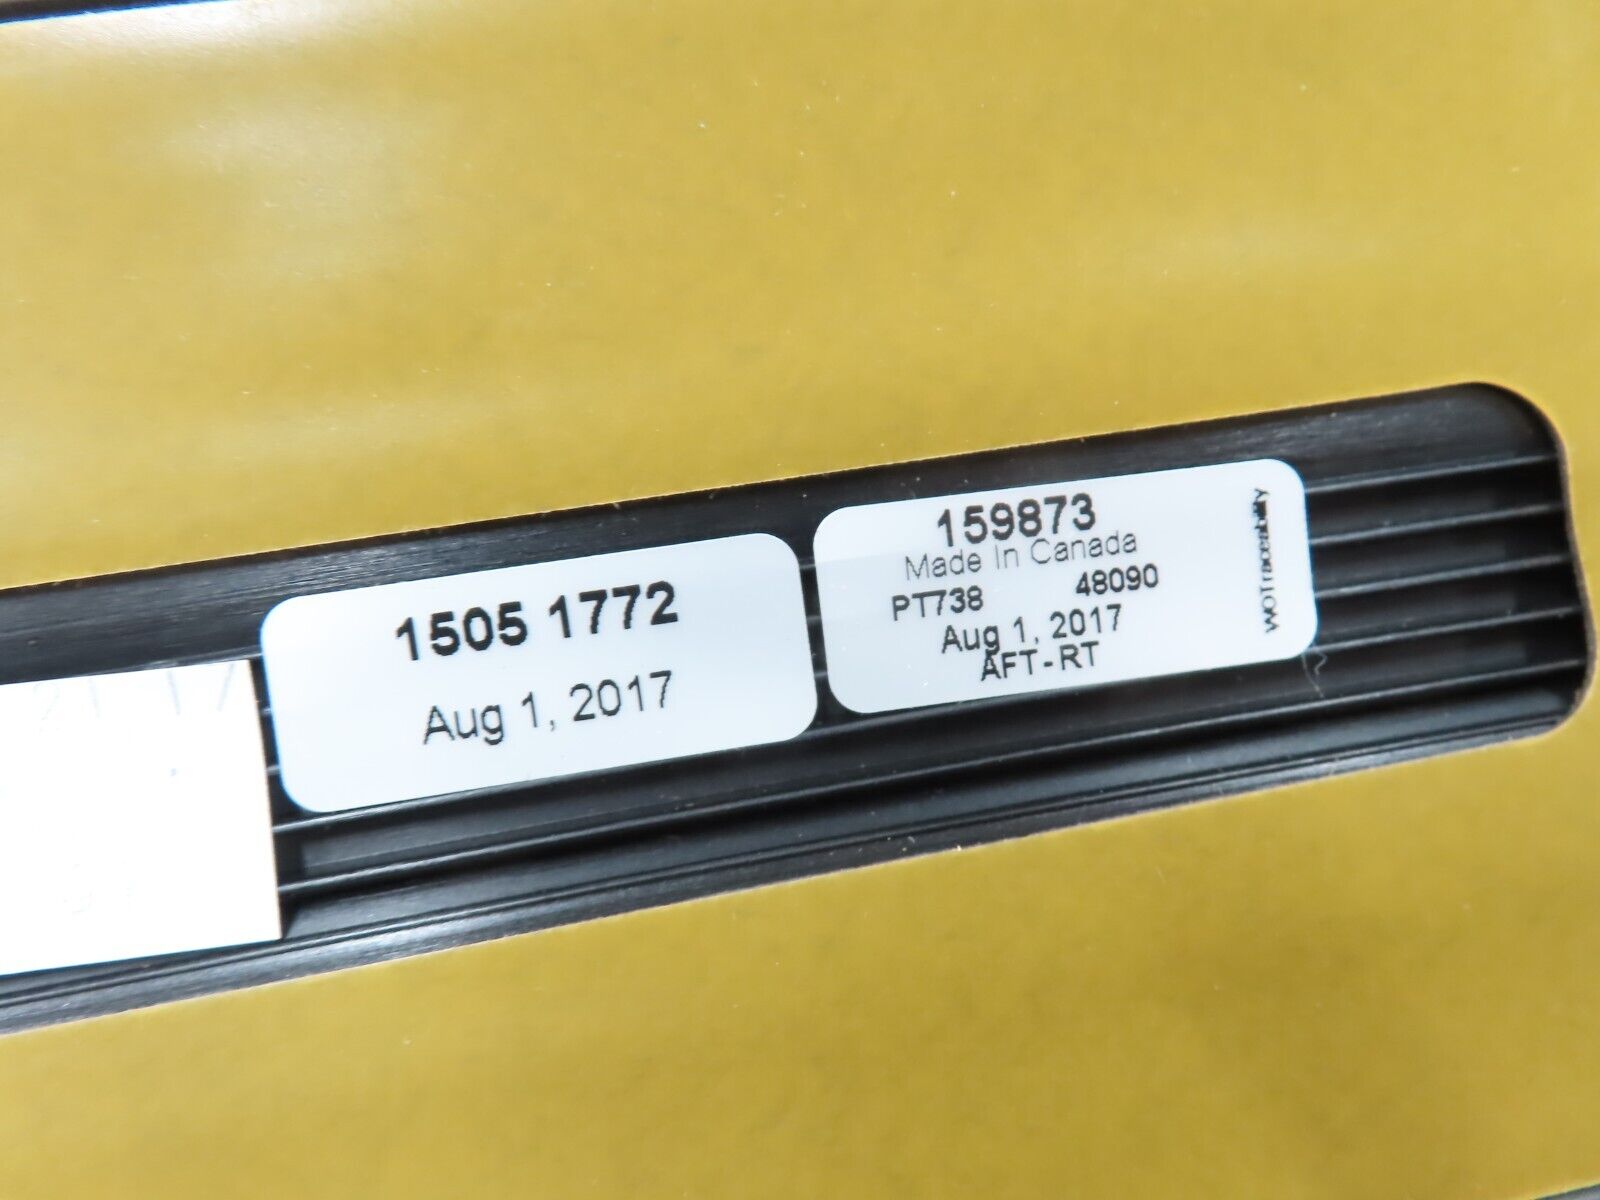 1505 1772
Aug 1, 2017
159873
Made In Canada
PT738 48090
Aug 1, 2017
AFT-RT
WOTraceability